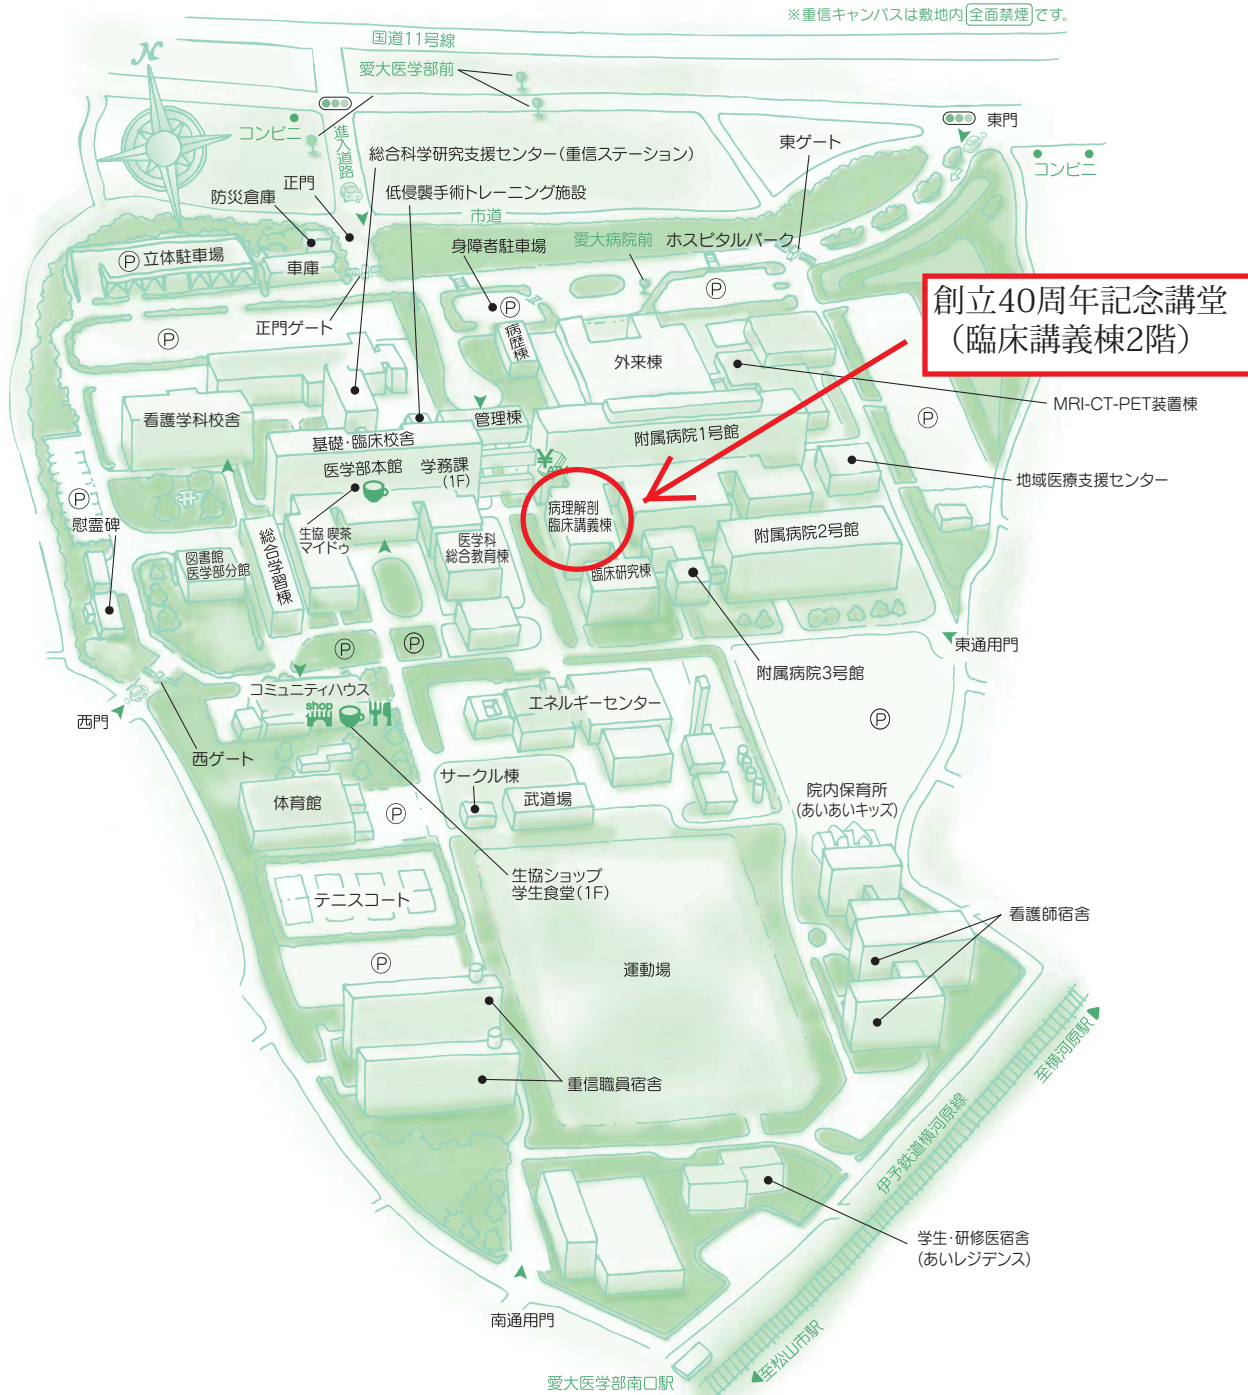 ※重信キャンパスは敷地内全面禁煙です。
国道11号線
N
愛大医学部前
コンビニ
進入道路
東門
東ゲート
コンビニ
総合科学研究支援センター(重信ステーション)
正門
低侵襲手術トレーニング施設
防災倉庫
市道
愛大病院前
ホスピタルパーク
身障者駐車場
P立体駐車場
車庫
P
P
創立40周年記念講堂
(臨床講義棟2階)
正門ゲート
P
病歴棟
外来棟
MRI-CT-PET装置棟
看護学科校舎
管理棟
P
基礎・臨床校舎
附属病院1号館
医学部本館
学務課
(1F)
¥
ATM
地域医療支援センター
P
慰霊碑
病理解剖
臨床講義棟
生協 喫茶
マイドゥ
総合学習棟
医学科
総合教育棟
附属病院2号館
図書館
医学部分館
臨床研究棟
P
P
東通用門
附属病院3号館
コミュニティハウス
shop
エネルギーセンター
P
西門
西ゲート
サークル棟
体育館
P
武道場
院内保育所
(あいあいキッズ)
生協ショップ
学生食堂(1F)
テニスコート
看護師宿舎
P
運動場
至横河原駅
重信職員宿舎
伊予鉄道横河原線
学生・研修医宿舎
(あいレジデンス)
南通用門
至松山市駅
愛大医学部南口駅